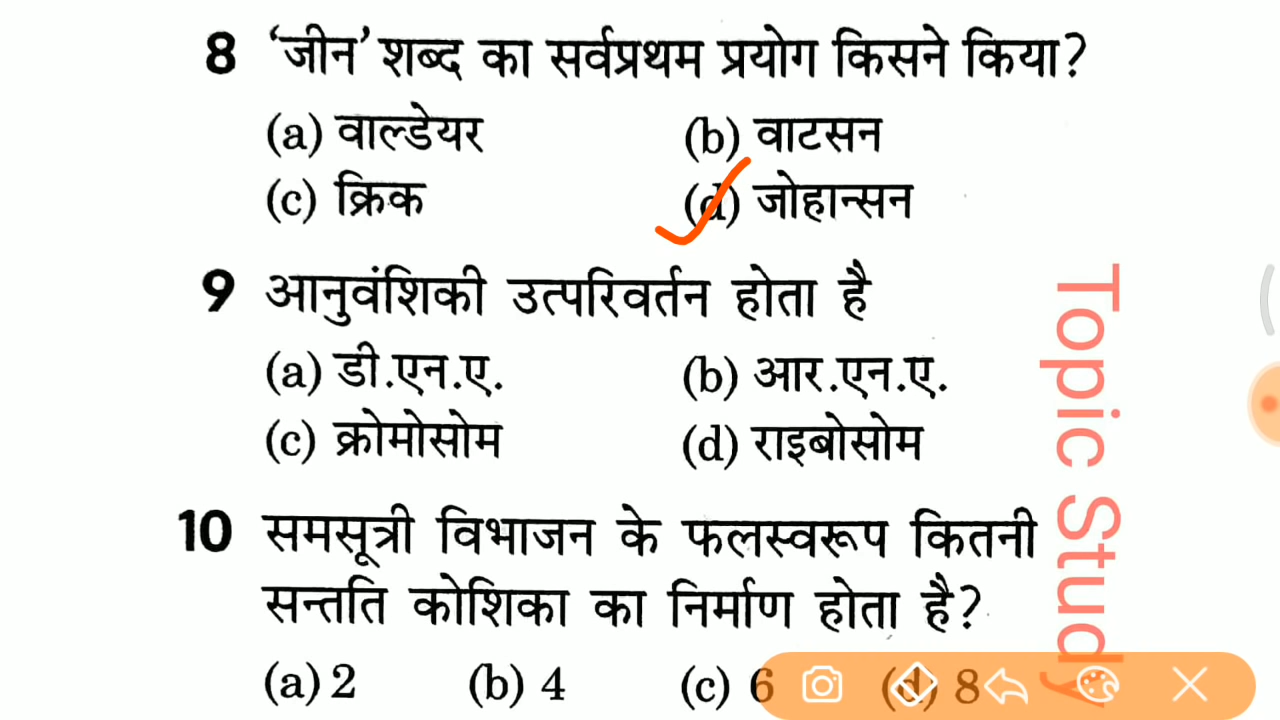 8 ‘जीन’ शब्द का सर्वप्रथम प्रयोग किसने किया?
(a) वाल्डेयर (b) वाटसन
(c) क्रिक (d) जोहान्सन
9 आनुवंशिकी उत्परिवर्तन होता है
(a) डी.एन.ए. (b) आर.एन.ए.
(c) क्रोमोसोम (d) राइबोसोम
10 समसूत्री विभाजन के फलस्वरूप कितनी
सन्तति कोशिका का निर्माण होता है?
(a) 2 (b) 4 (c) 6 (d) 8
Topic Study